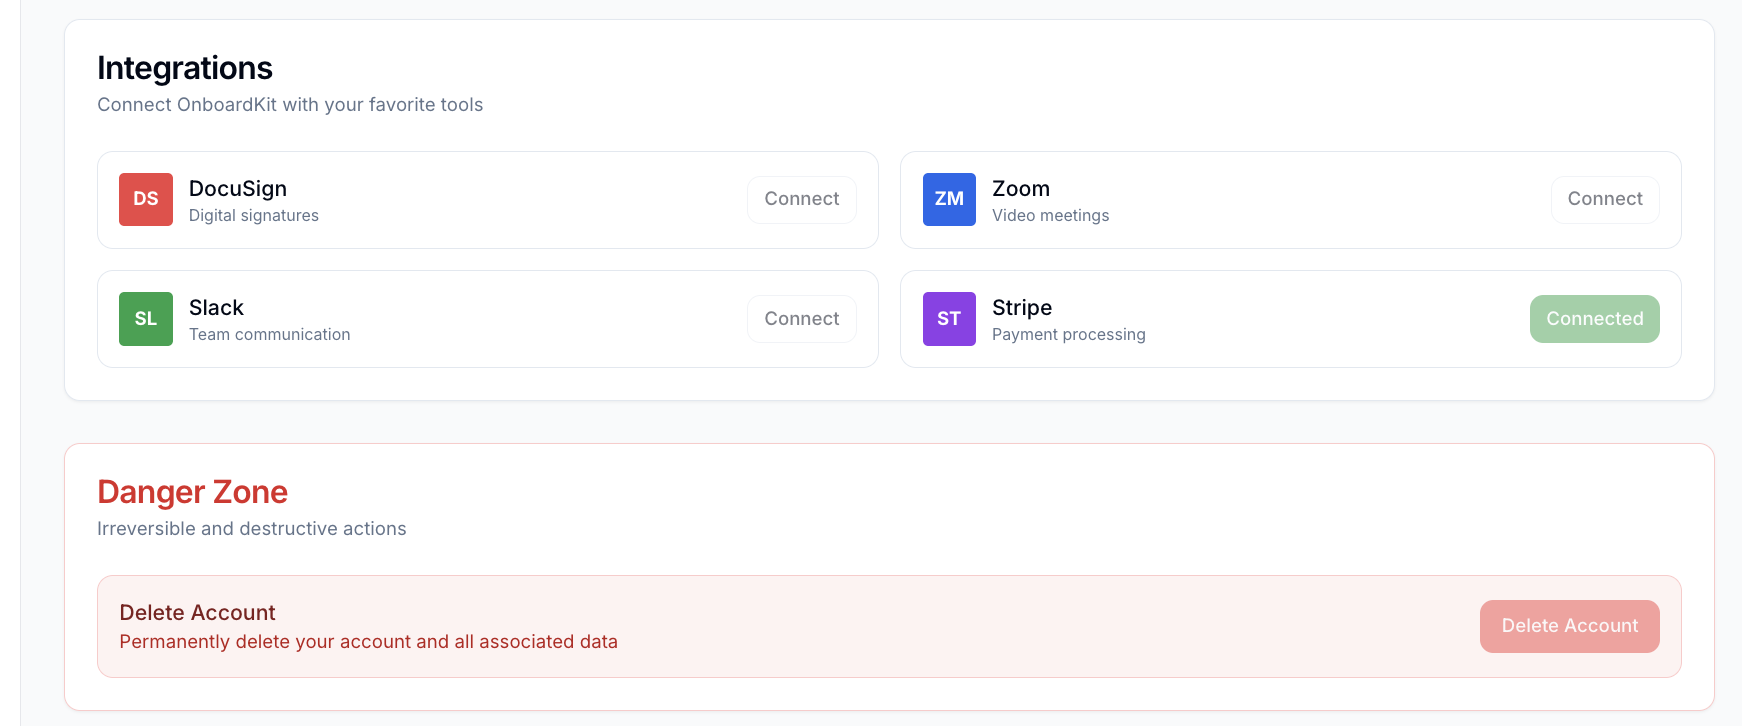 Integrations
Connect OnboardKit with your favorite tools
DS
DocuSign
Digital signatures
Connect
ZM
Zoom
Video meetings
Connect
SL
Slack
Team communication
Connect
ST
Stripe
Payment processing
Connected
Danger Zone
Irreversible and destructive actions
Delete Account
Permanently delete your account and all associated data
Delete Account